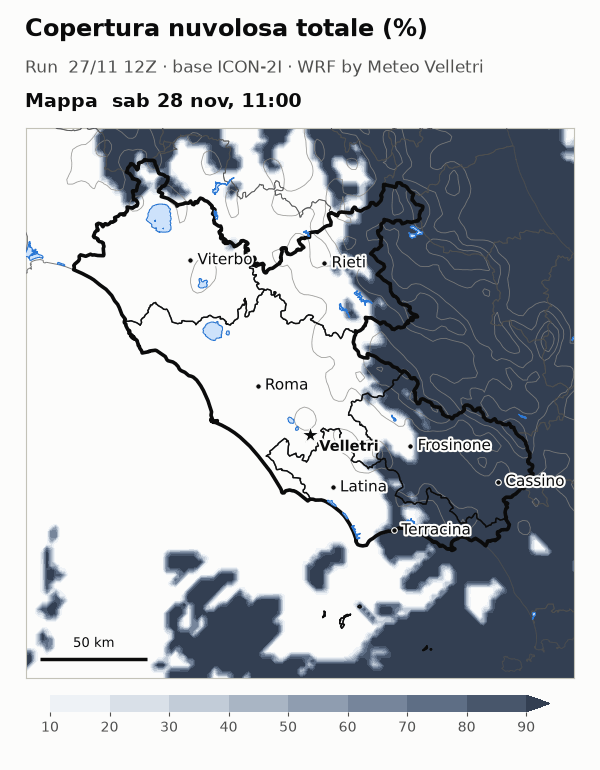 Copertura nuvolosa totale (%)
Run  27/11 12Z · base ICON-2I · WRF by Meteo Velletri
Mappa  sab 28 nov, 11:00
Viterbo
Rieti
Roma
Velletri
Frosinone
Cassino
Latina
Terracina
50 km
10 20 30 40 50 60 70 80 90